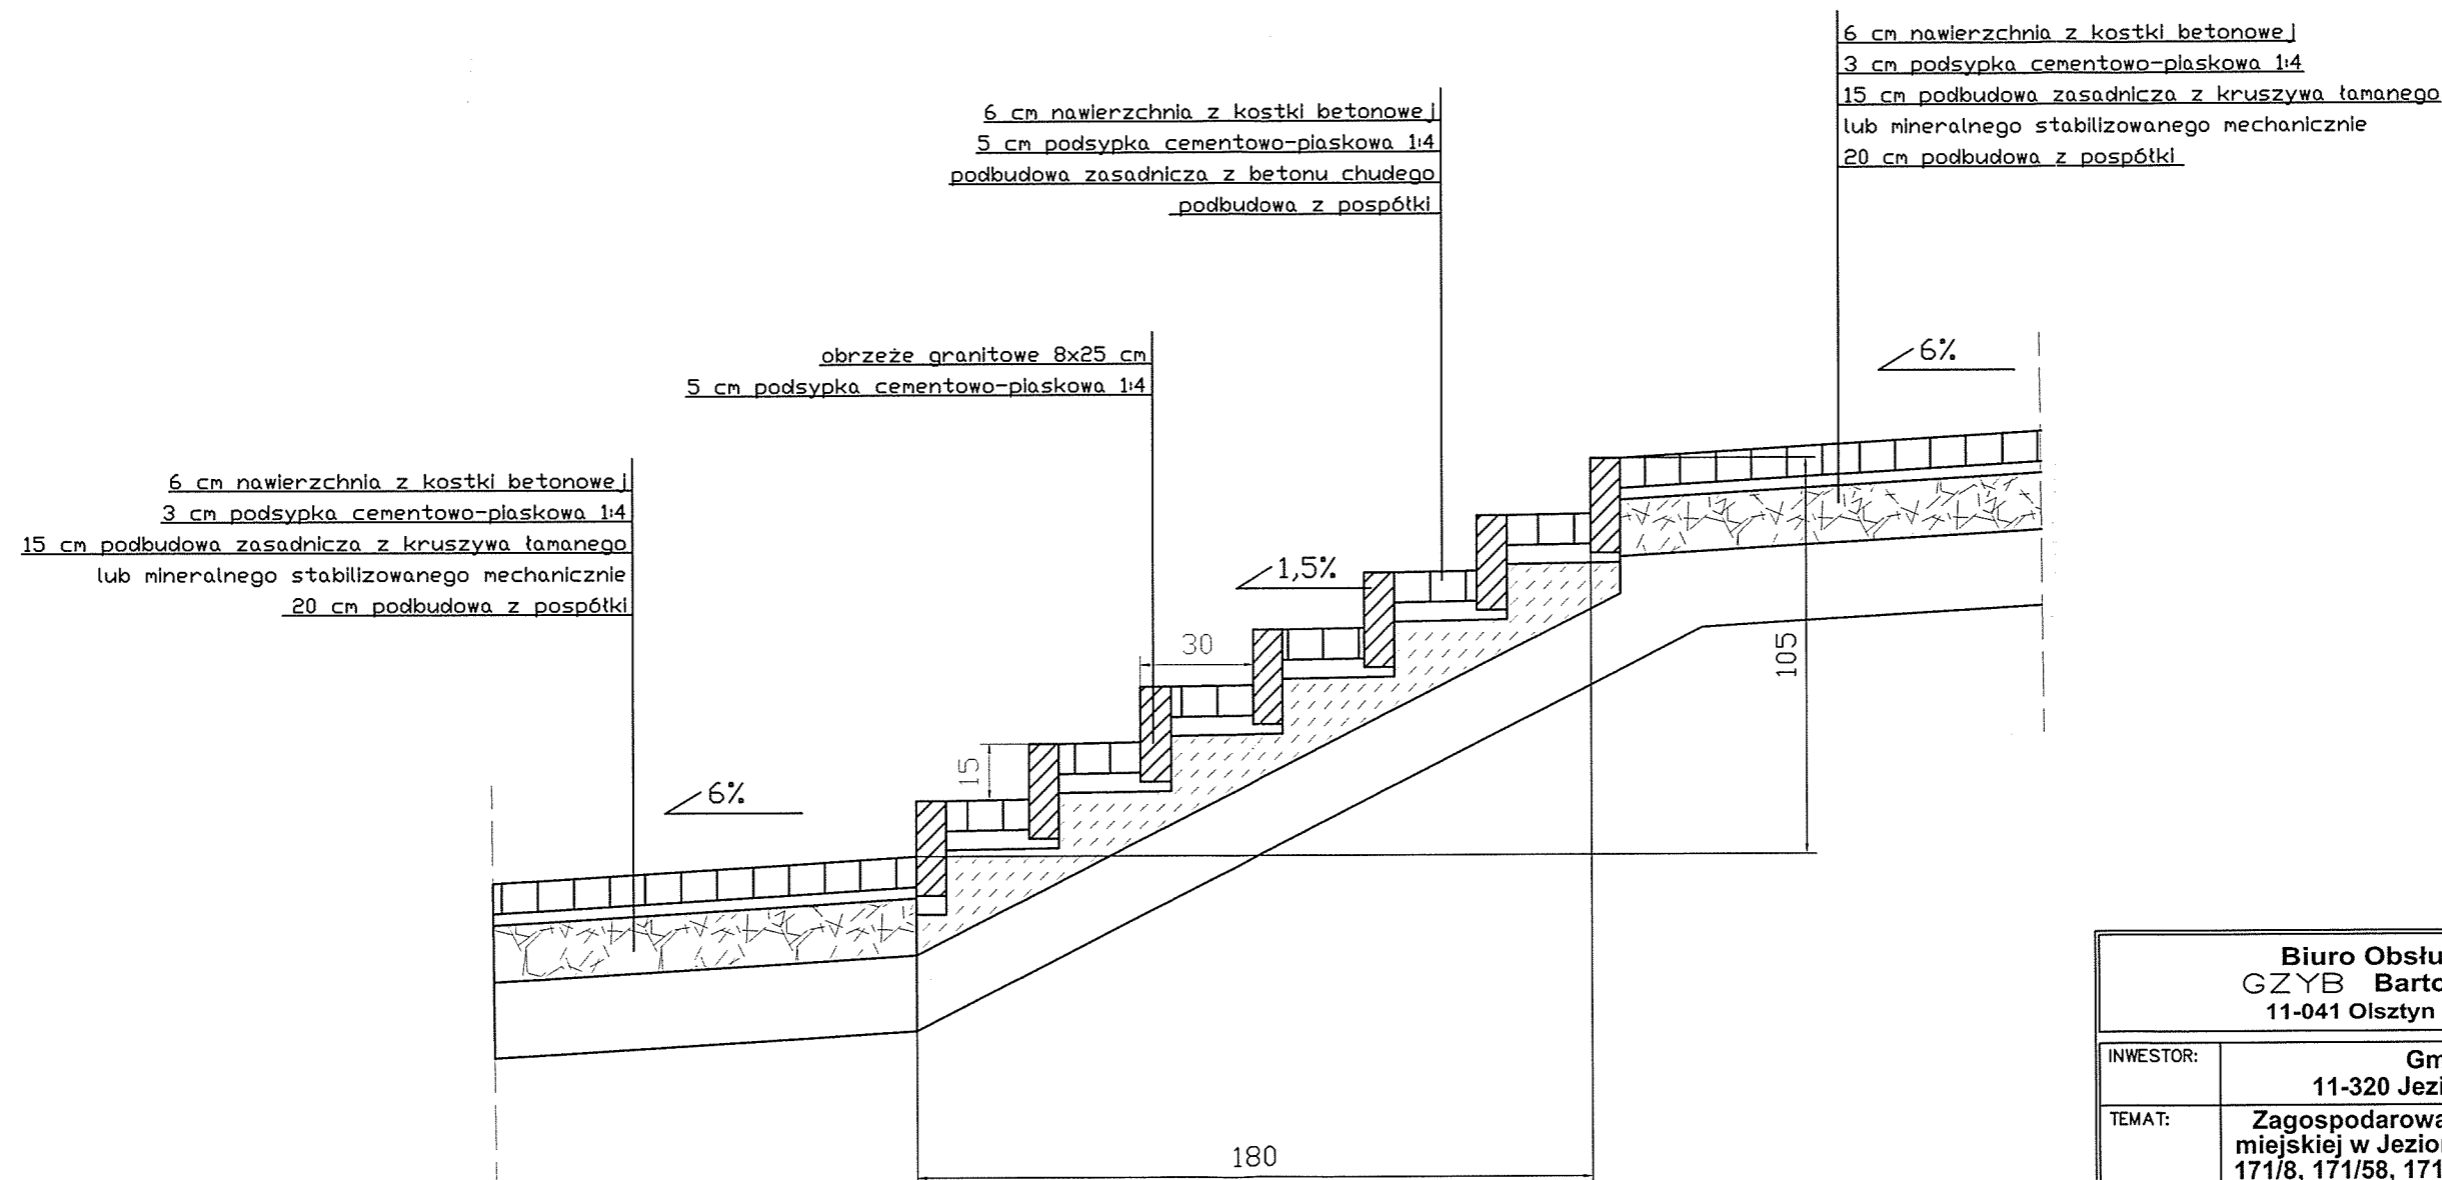 6 cm nawierzchnia z kostki betonowej
3 cm podsypka cementowo-piaskowa 1:4
15 cm podbudowa zasadnicza z kruszywa łamanego
lub mineralnego stabilizowanego mechanicznie
20 cm podbudowa z pospółki
6 cm nawierzchnia z kostki betonowej
5 cm podsypka cementowo-piaskowa 1:4
podbudowa zasadnicza z betonu chudego
podbudowa z pospółki
obrzeże granitowe 8x25 cm
5 cm podsypka cementowo-piaskowa 1:4
6%
6 cm nawierzchnia z kostki betonowej
3 cm podsypka cementowo-piaskowa 1:4
15 cm podbudowa zasadnicza z kruszywa łamanego
lub mineralnego stabilizowanego mechanicznie
20 cm podbudowa z pospółki
1,5%
30
105
15
6%
180
Biuro Obsłu
GZYB Barto
11-041 Olsztyn
INWESTOR:
Gm
11-320 Jezi
TEMAT:
Zagospodarowa
miejskiej w Jezior
171/8, 171/58, 171